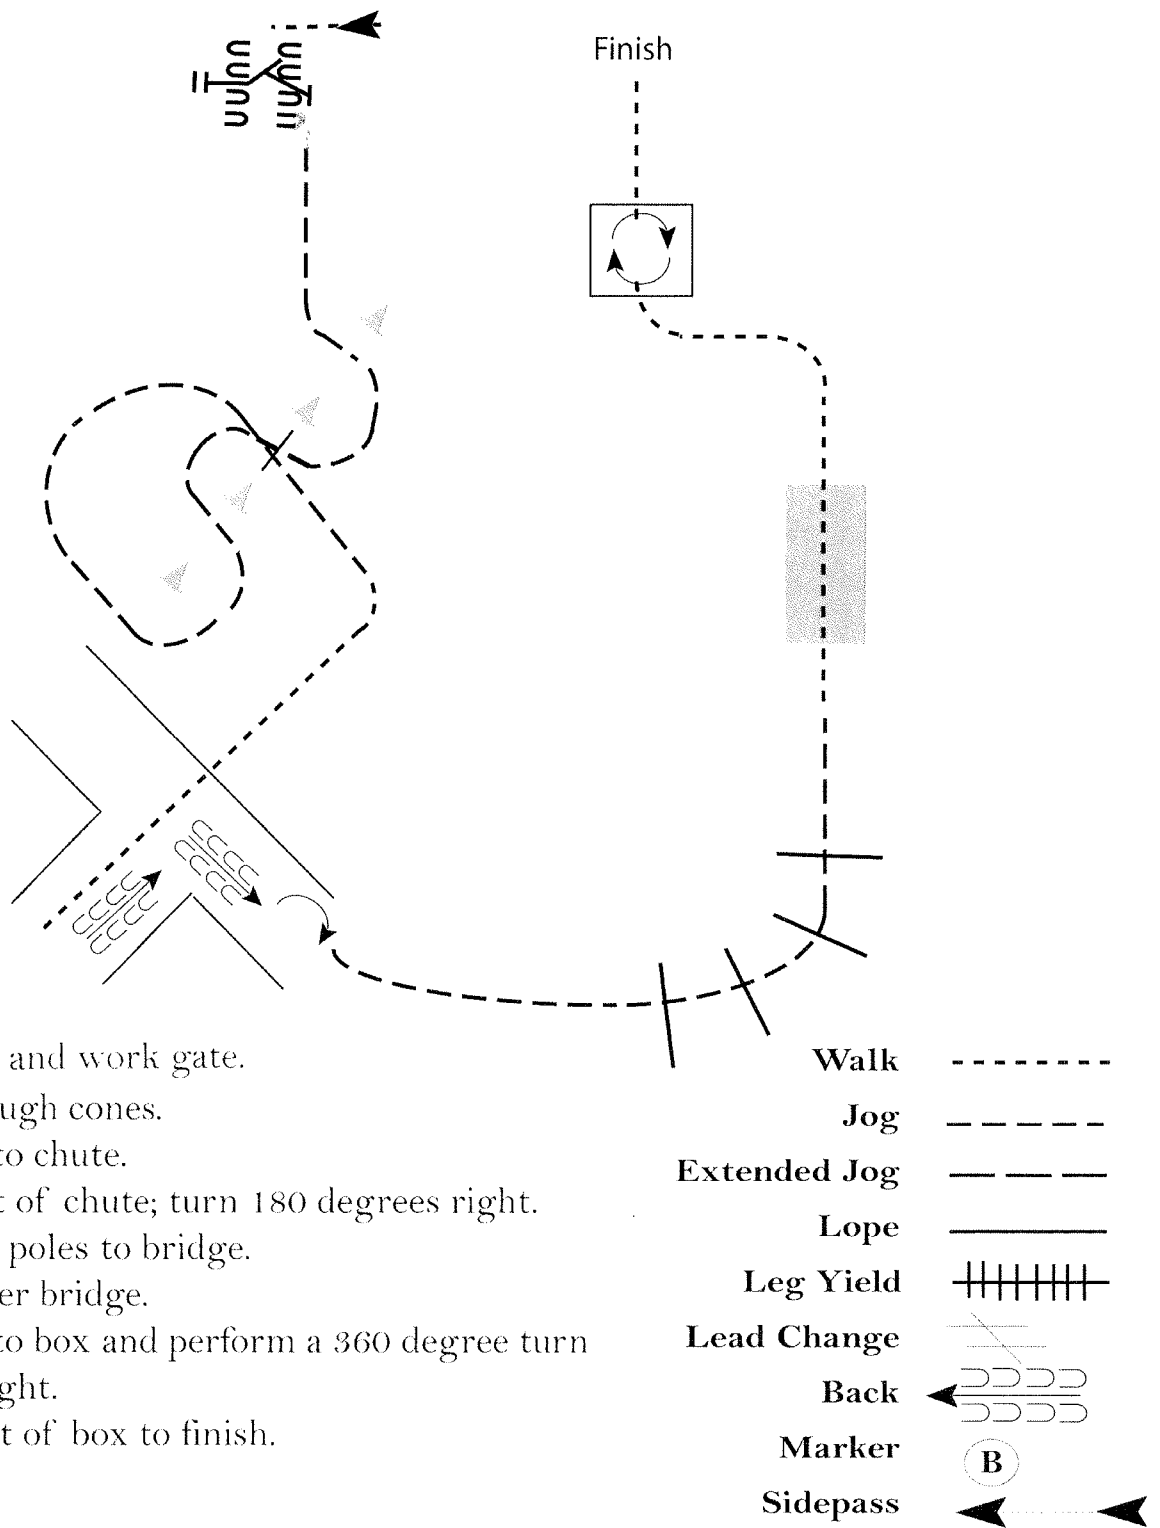 Finish
and work gate.
ugh cones.
to chute.
t of chute; turn 180 degrees right.
poles to bridge.
er bridge.
to box and perform a 360 degree turn
ght.
t of box to finish.
Walk
Jog
Extended Jog
Lope
Leg Yield
Lead Change
Back
Marker
B
Sidepass